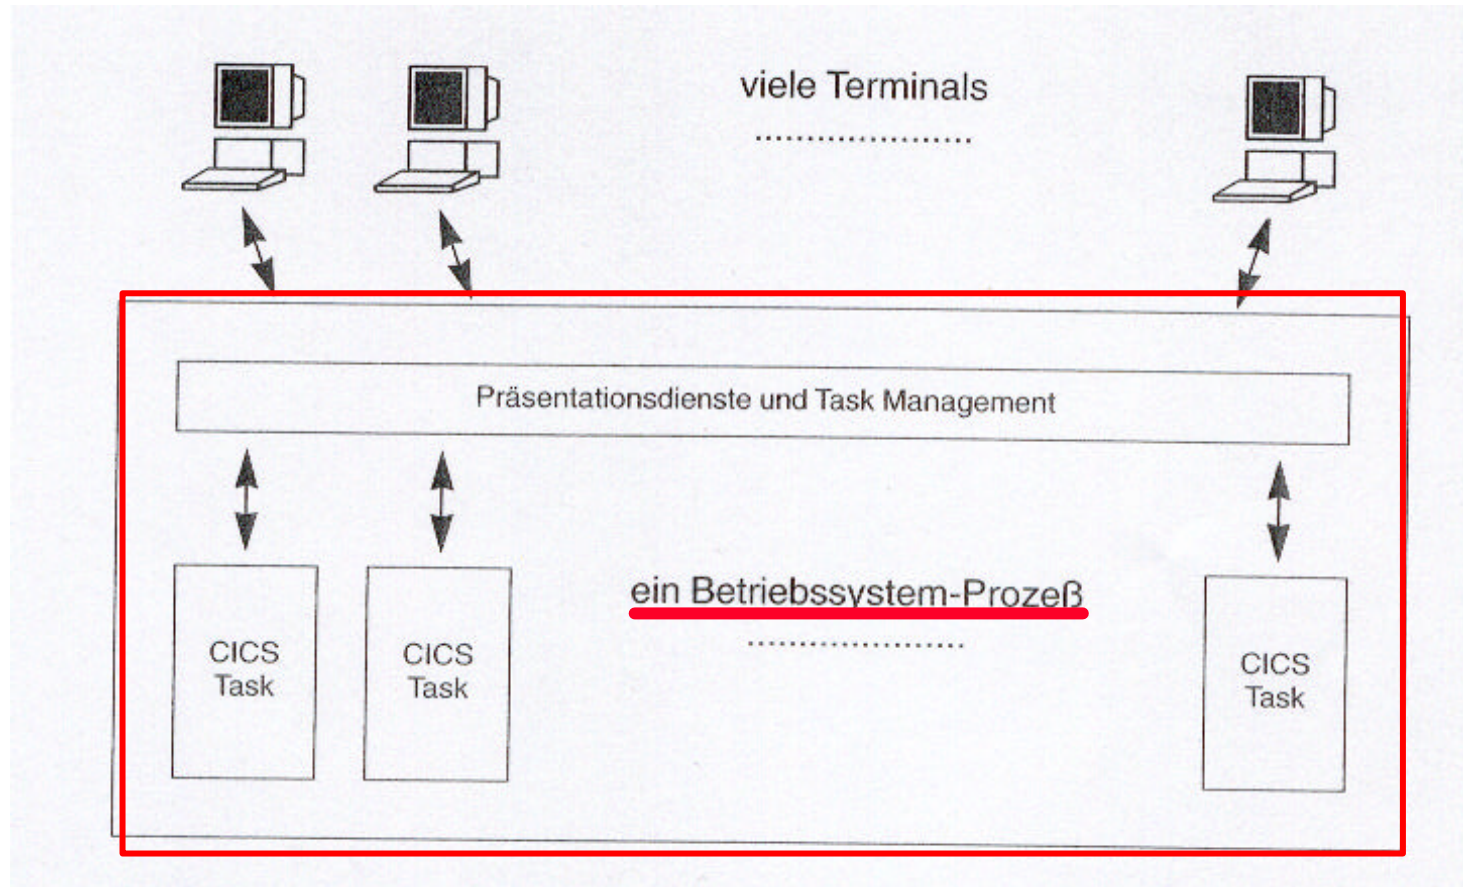 viele Terminals
Präsentationsdienste und Task Management
ein Betriebssystem-Prozeß
CICS
Task
CICS
Task
CICS
Task